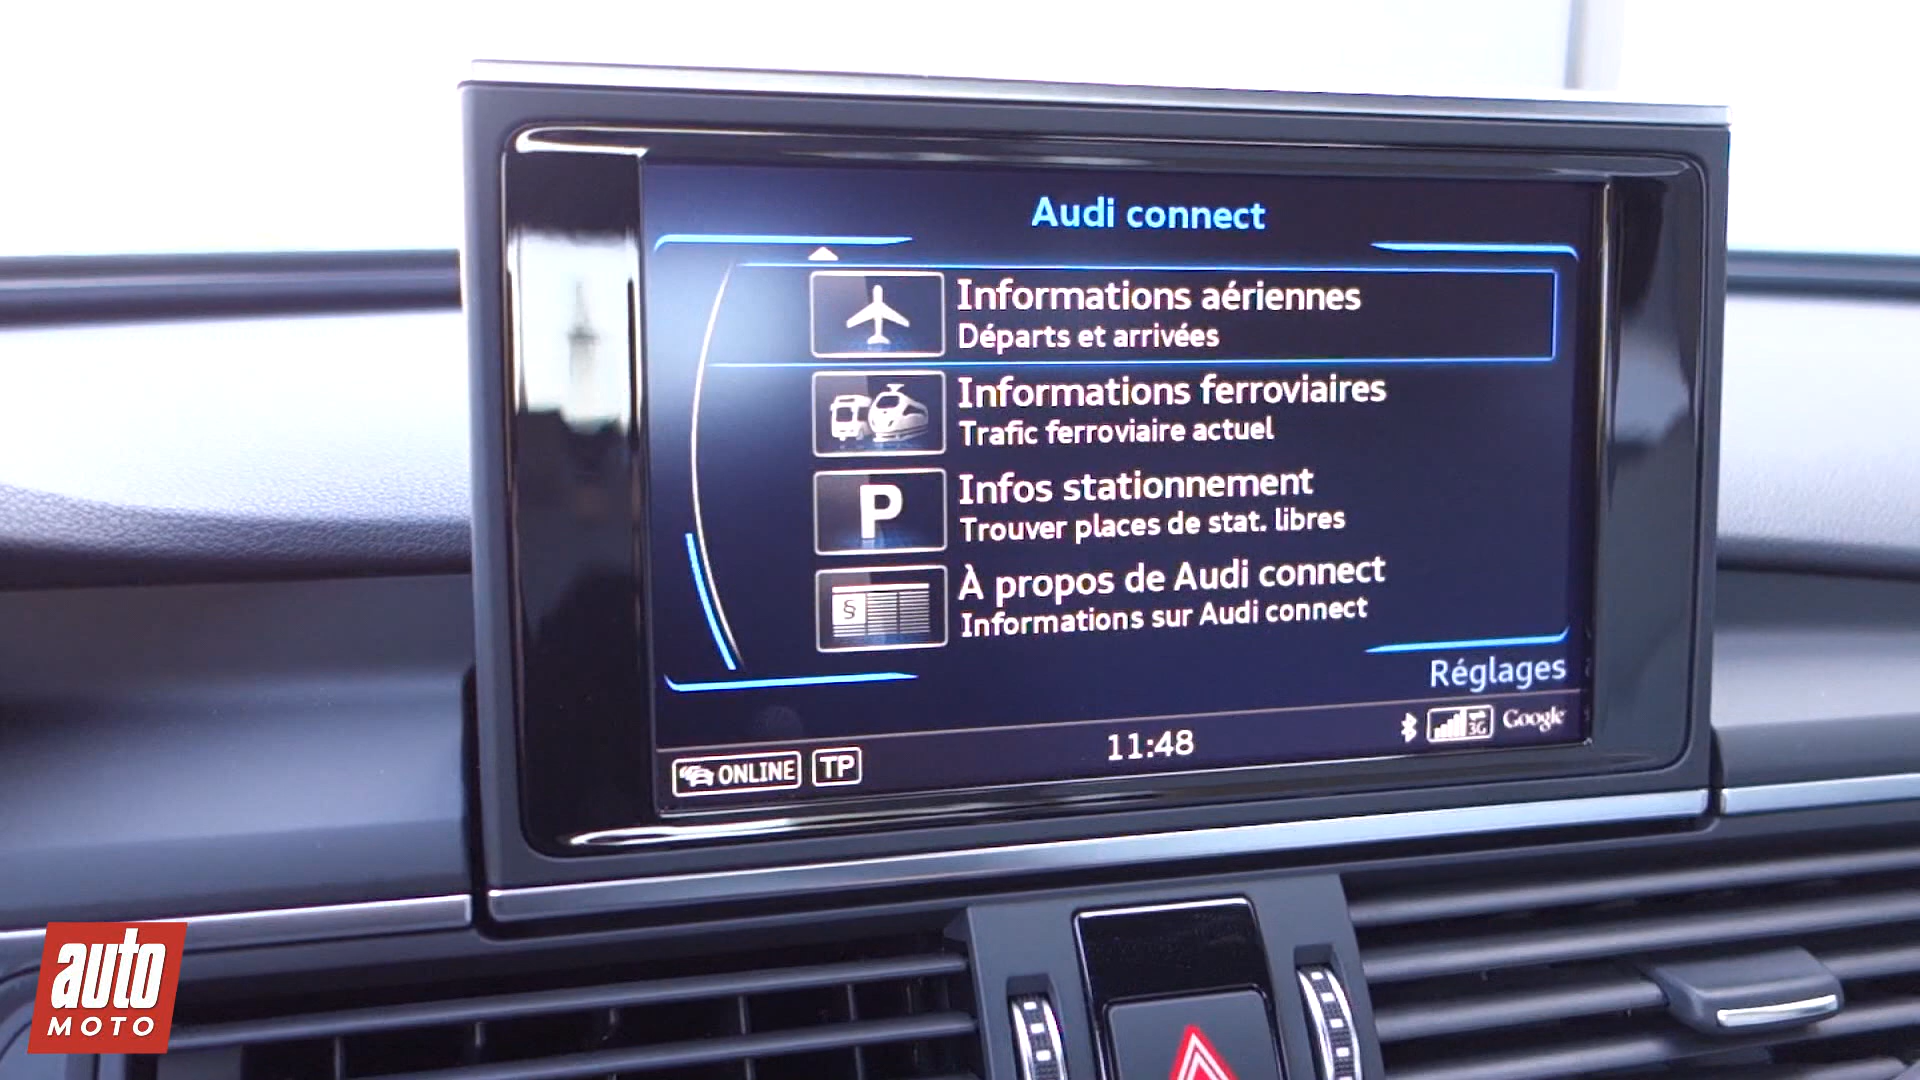 Audi connect
Informations aériennes
Départs et arrivées
Informations ferroviaires
Trafic ferroviaire actuel
P
Infos stationnement
Trouver places de stat. libres
§
À propos de Audi connect
Informations sur Audi connect
Réglages
ONLINE TP
11:48
3G Google
auto
MOTO